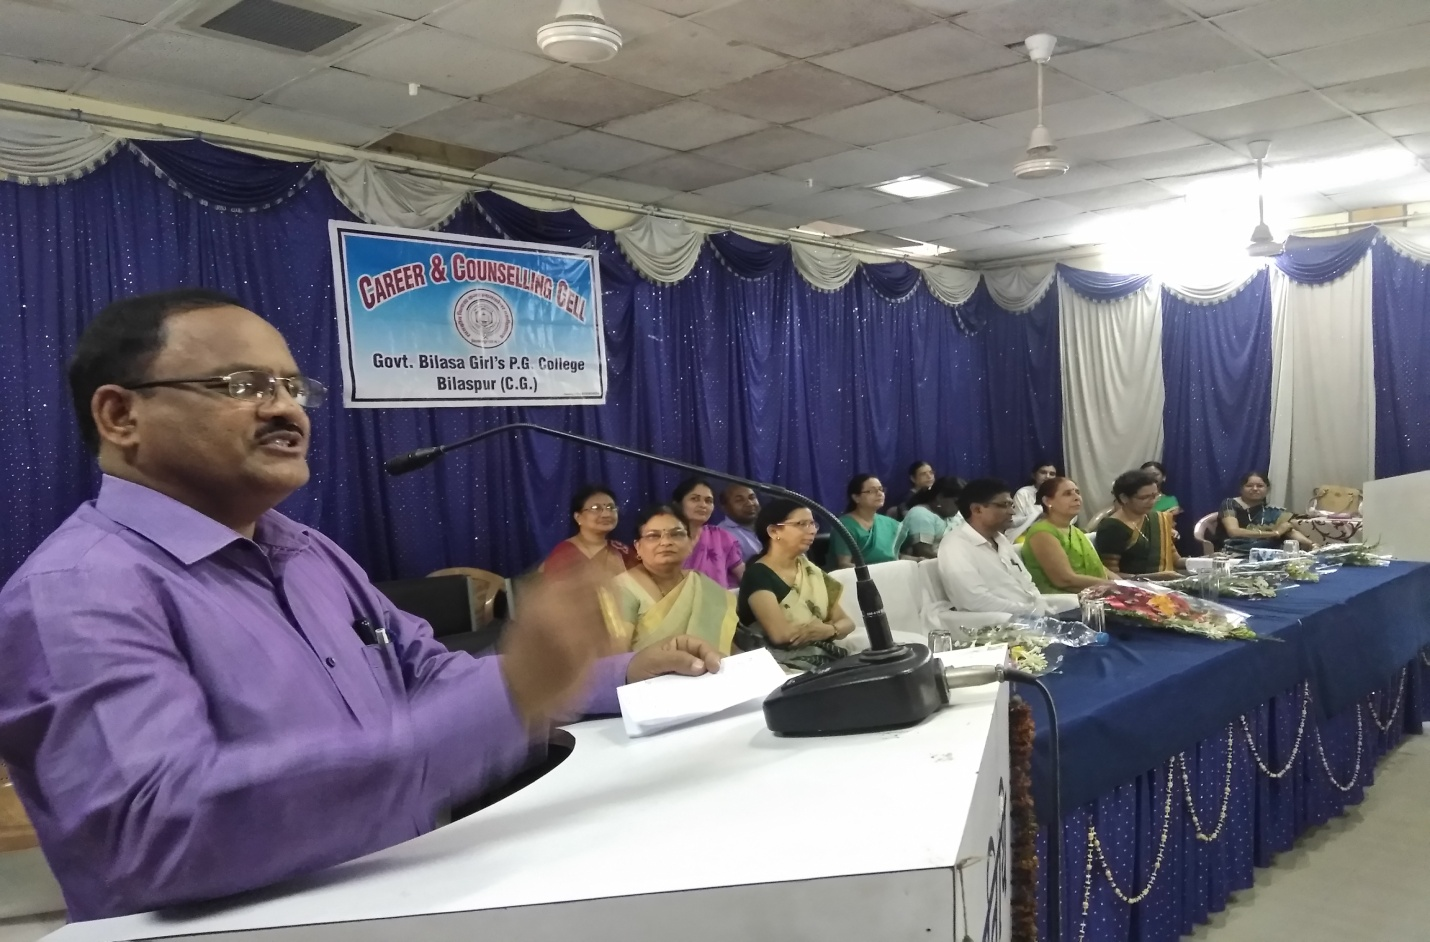 CAREER & COUNSELLING CELL
Govt. Bilasa Girl's P.G. College
Bilaspur (C.G.)